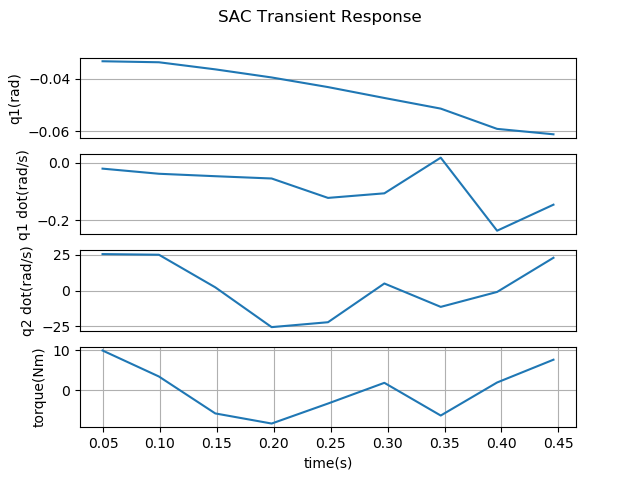 SAC Transient Response
q1(rad)
−0.04
−0.06
q1 dot(rad/s)
0.0
−0.2
q2 dot(rad/s)
25
0
−25
torque(Nm)
10
0
0.05 0.10 0.15 0.20 0.25 0.30 0.35 0.40 0.45
time(s)